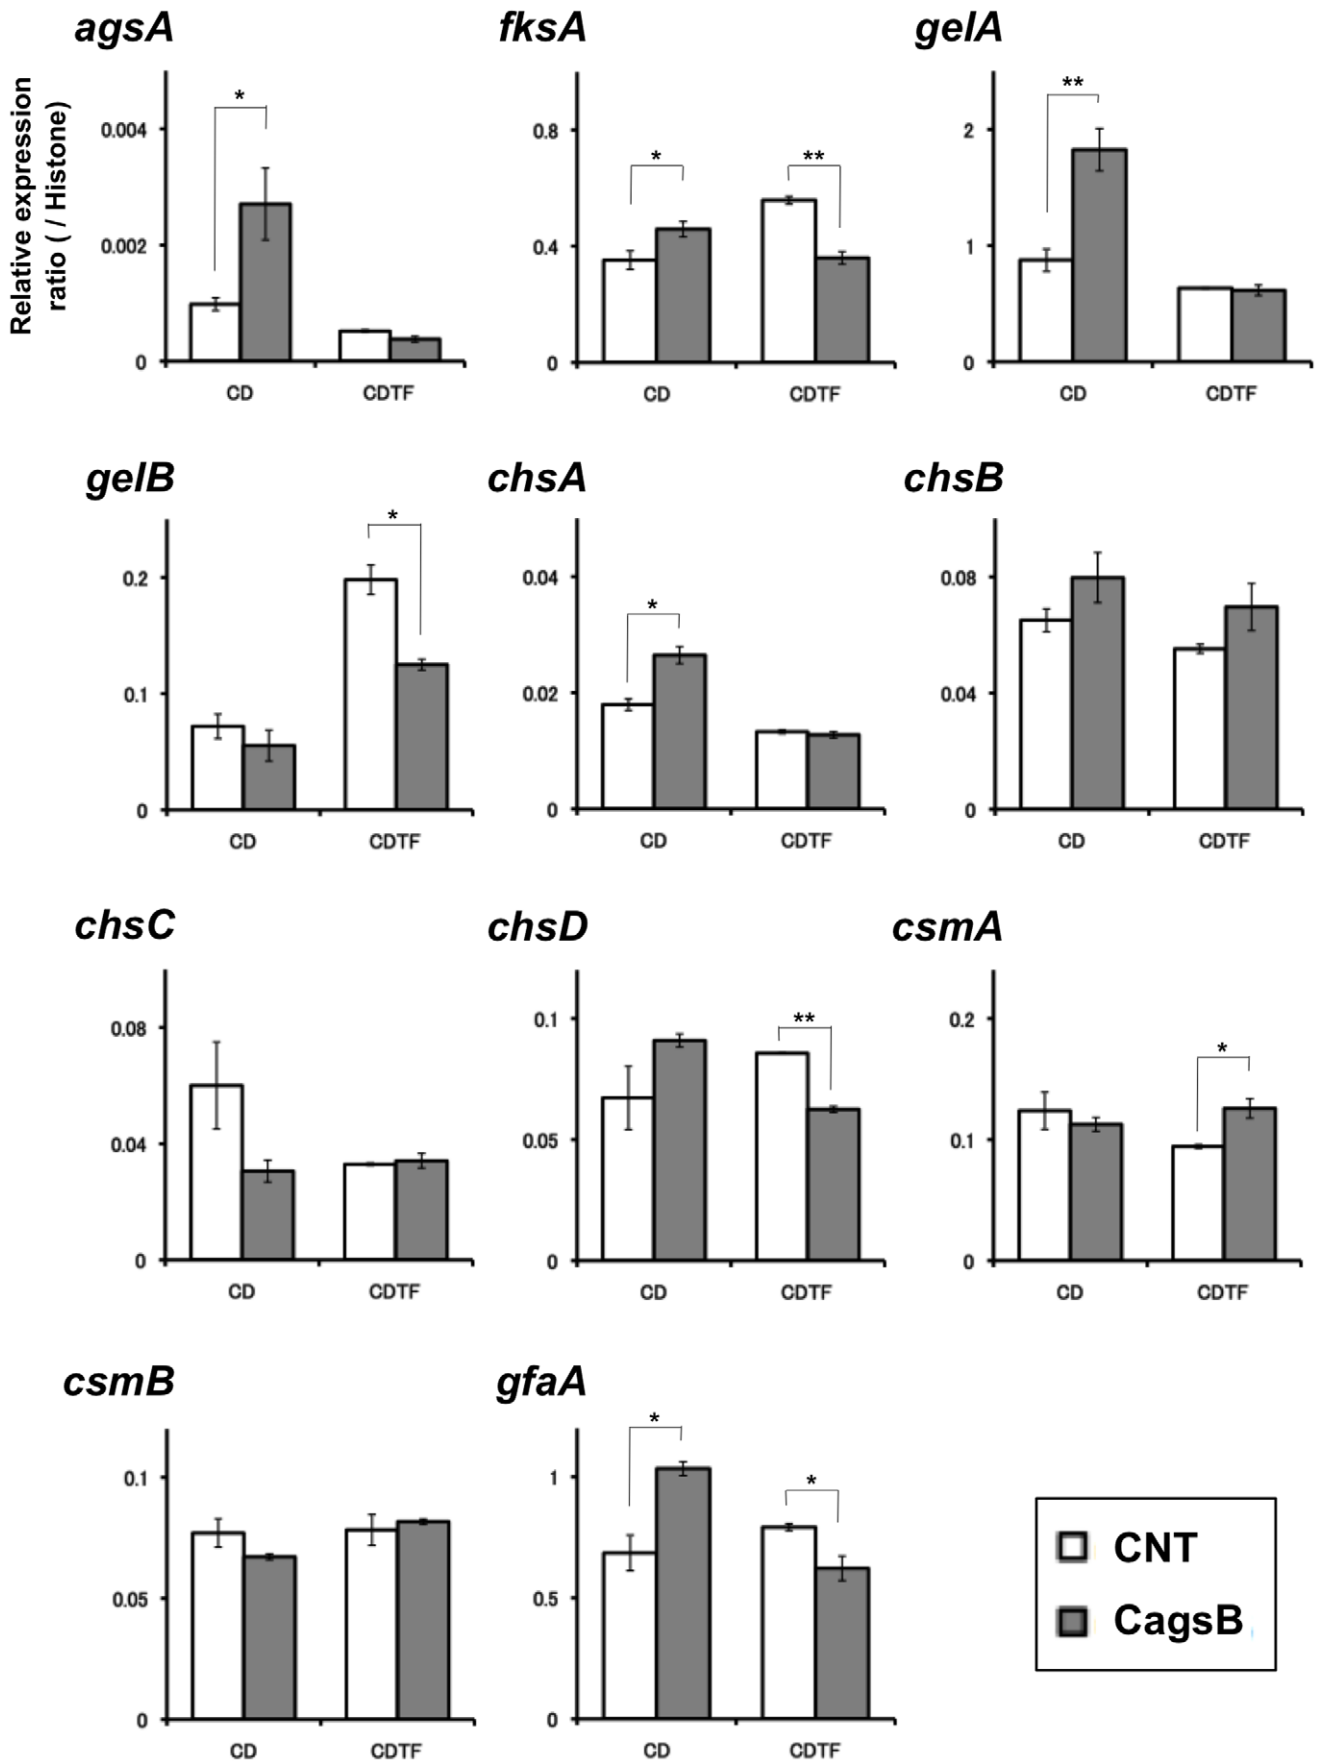 agsA
fksA
gelA
Relative expression
ratio ( / Histone)
*
0.004
0.002
0
CD
CDTF
*
**
0.8
0.4
0
CD
CDTF
**
2
1
0
CD
CDTF
gelB
chsA
chsB
*
0.2
0.1
0
CD
CDTF
*
0.04
0.02
0
CD
CDTF
0.08
0.04
0
CD
CDTF
chsC
chsD
csmA
0.08
0.04
0
CD
CDTF
**
0.1
0.05
0
CD
CDTF
*
0.2
0.1
0
CD
CDTF
csmB
gfaA
0.1
0.05
0
CD
CDTF
*
*
1
0.5
0
CD
CDTF
CNT
CagsB